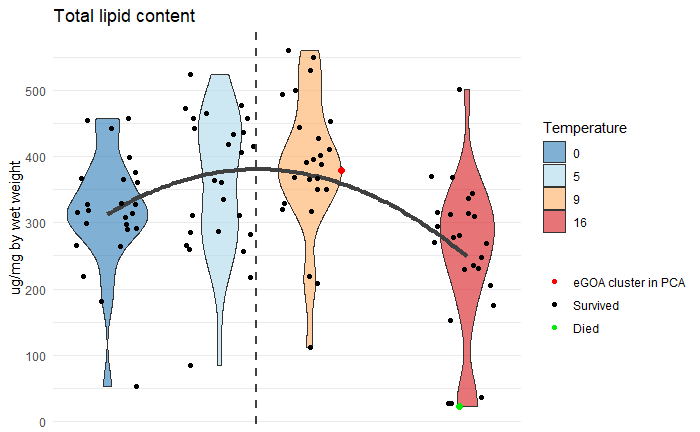 Total lipid content
ug/mg by wet weight
500
400
300
200
100
0
Temperature
0
5
9
16
eGOA cluster in PCA
Survived
Died